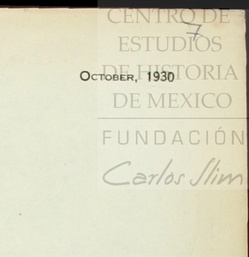 CENTRO DE
7
ESTUDIOS
DE HISTORIA
OCTOBER, 1930
DE MEXICO
FUNDACIÓN
Carlos Slim